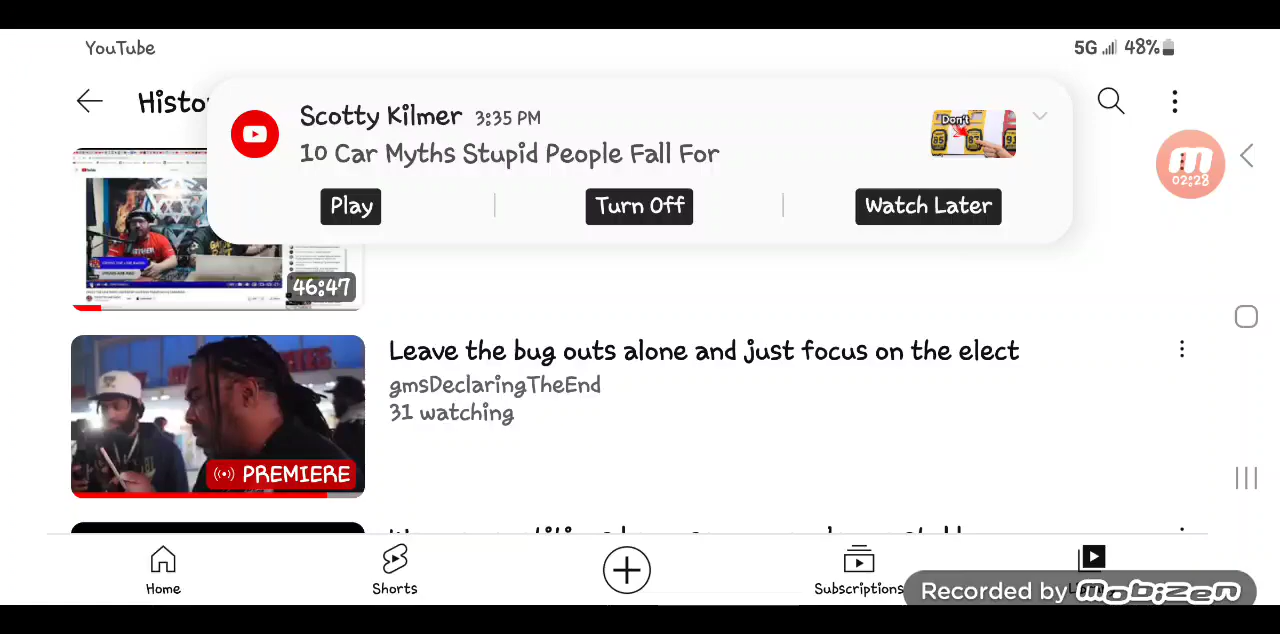 YouTube
5G 48%
Histo
Scotty Kilmer 3:35 PM
10 Car Myths Stupid People Fall For
Don't
Play
Turn Off
Watch Later
02:28
46:47
Leave the bug outs alone and just focus on the elect
gmsDeclaringTheEnd
31 watching
PREMIERE
Home
Shorts
Subscriptions
Recorded by mobizen